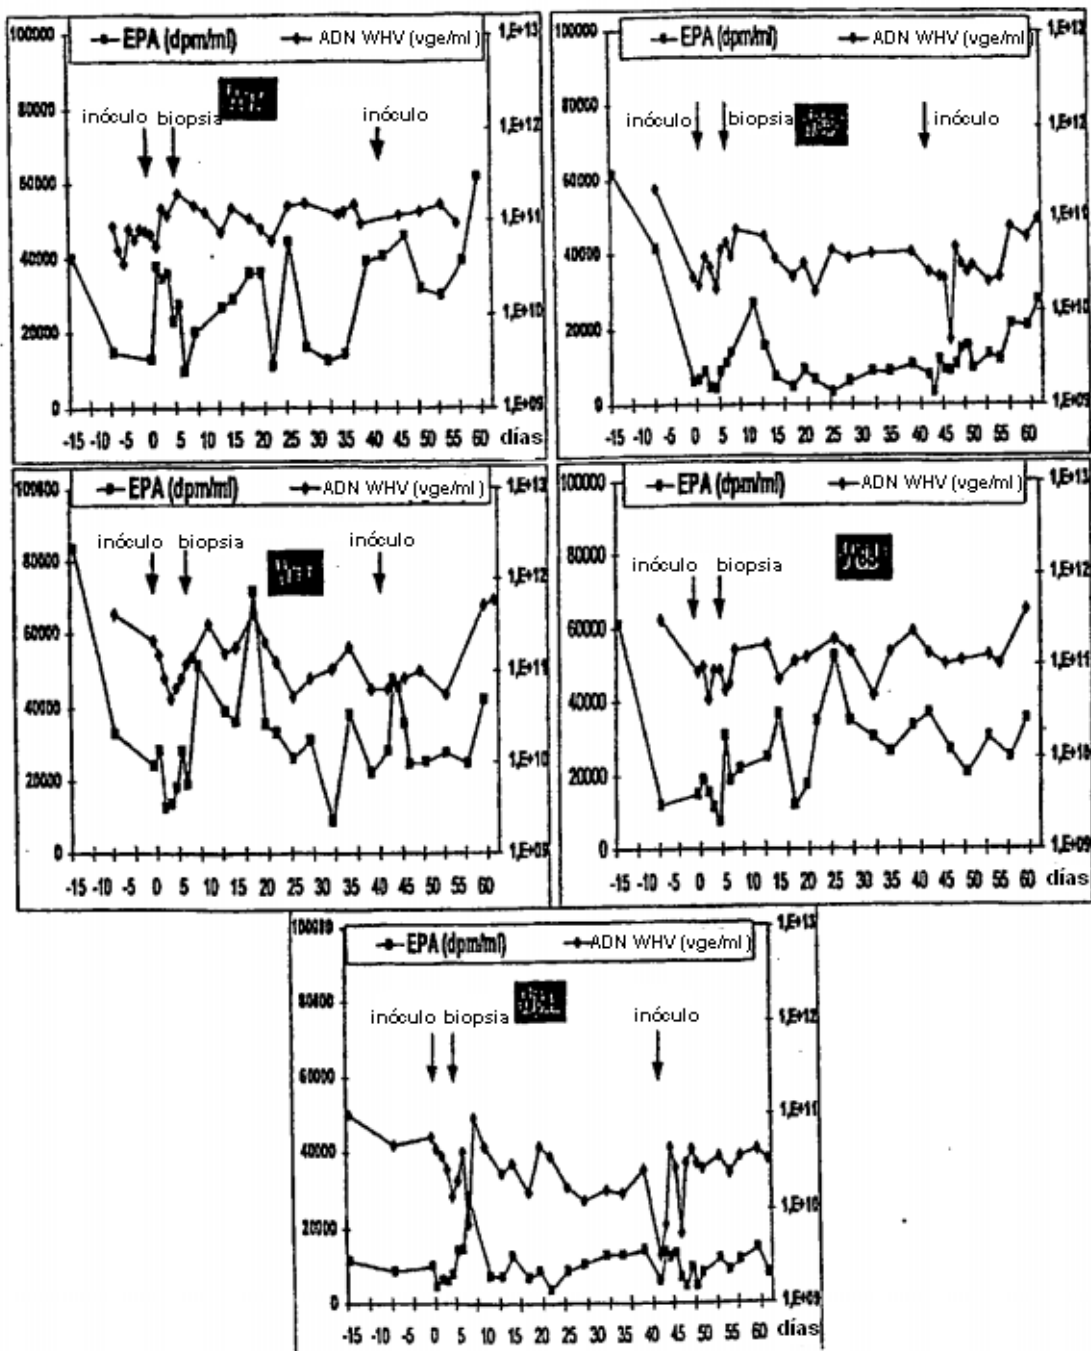 EPA (dpm/ml) ADN WHV (vge/ml)
100000
80000
60000
40000
20000
0
1,E+13
1,E+12
1,E+11
1,E+10
1,E+09
inóculo biopsia inóculo
-15 -10 -5 0 5 10 15 20 25 30 35 40 45 50 55 60 días
EPA (dpm/ml) ADN WHV (vge/ml)
100000
80000
60000
40000
20000
0
1,E+13
1,E+12
1,E+11
1,E+10
1,E+09
inóculo biopsia inóculo
-15 -10 -5 0 5 10 15 20 25 30 35 40 45 50 55 60
EPA (dpm/ml) ADN WHV (vge/ml)
100000
80000
60000
40000
20000
0
1,E+13
1,E+12
1,E+11
1,E+10
1,E+09
inóculo biopsia inóculo
-15 -10 -5 0 5 10 15 20 25 30 35 40 45 50 55 60
EPA (dpm/ml) ADN WHV (vge/ml)
100000
80000
60000
40000
20000
0
1,E+13
1,E+12
1,E+11
1,E+10
1,E+09
inóculo biopsia
-15 -10 -5 0 5 10 15 20 25 30 35 40 45 50 55 60 días
EPA (dpm/ml) ADN WHV (vge/ml)
100000
80000
60000
40000
20000
0
1,E+13
1,E+12
1,E+11
1,E+10
1,E+09
inóculo biopsia inóculo
-15 -10 -5 0 5 10 15 20 25 30 35 40 45 50 55 60 días